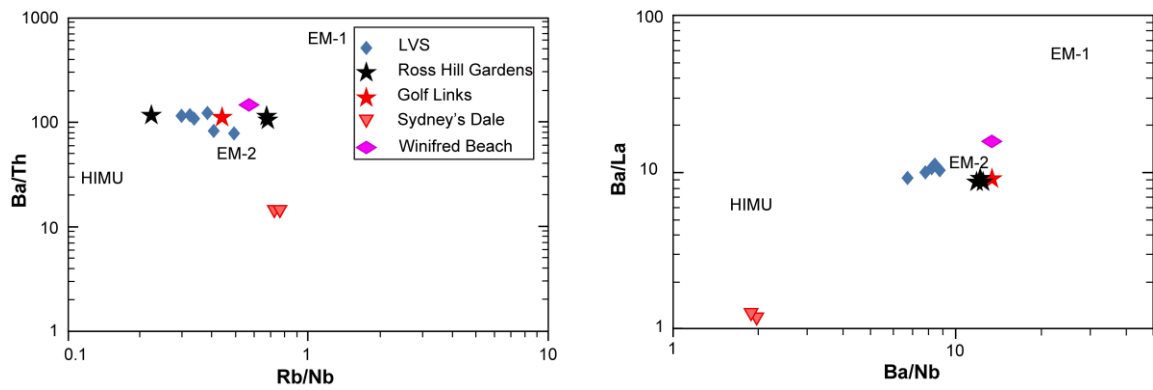 1000
100
10
1
Ba/Th
0.1
1
10
Rb/Nb
EM-1
EM-2
HIMU
LVS
Ross Hill Gardens
Golf Links
Sydney's Dale
Winifred Beach
100
10
1
Ba/La
1
10
Ba/Nb
EM-1
EM-2
HIMU